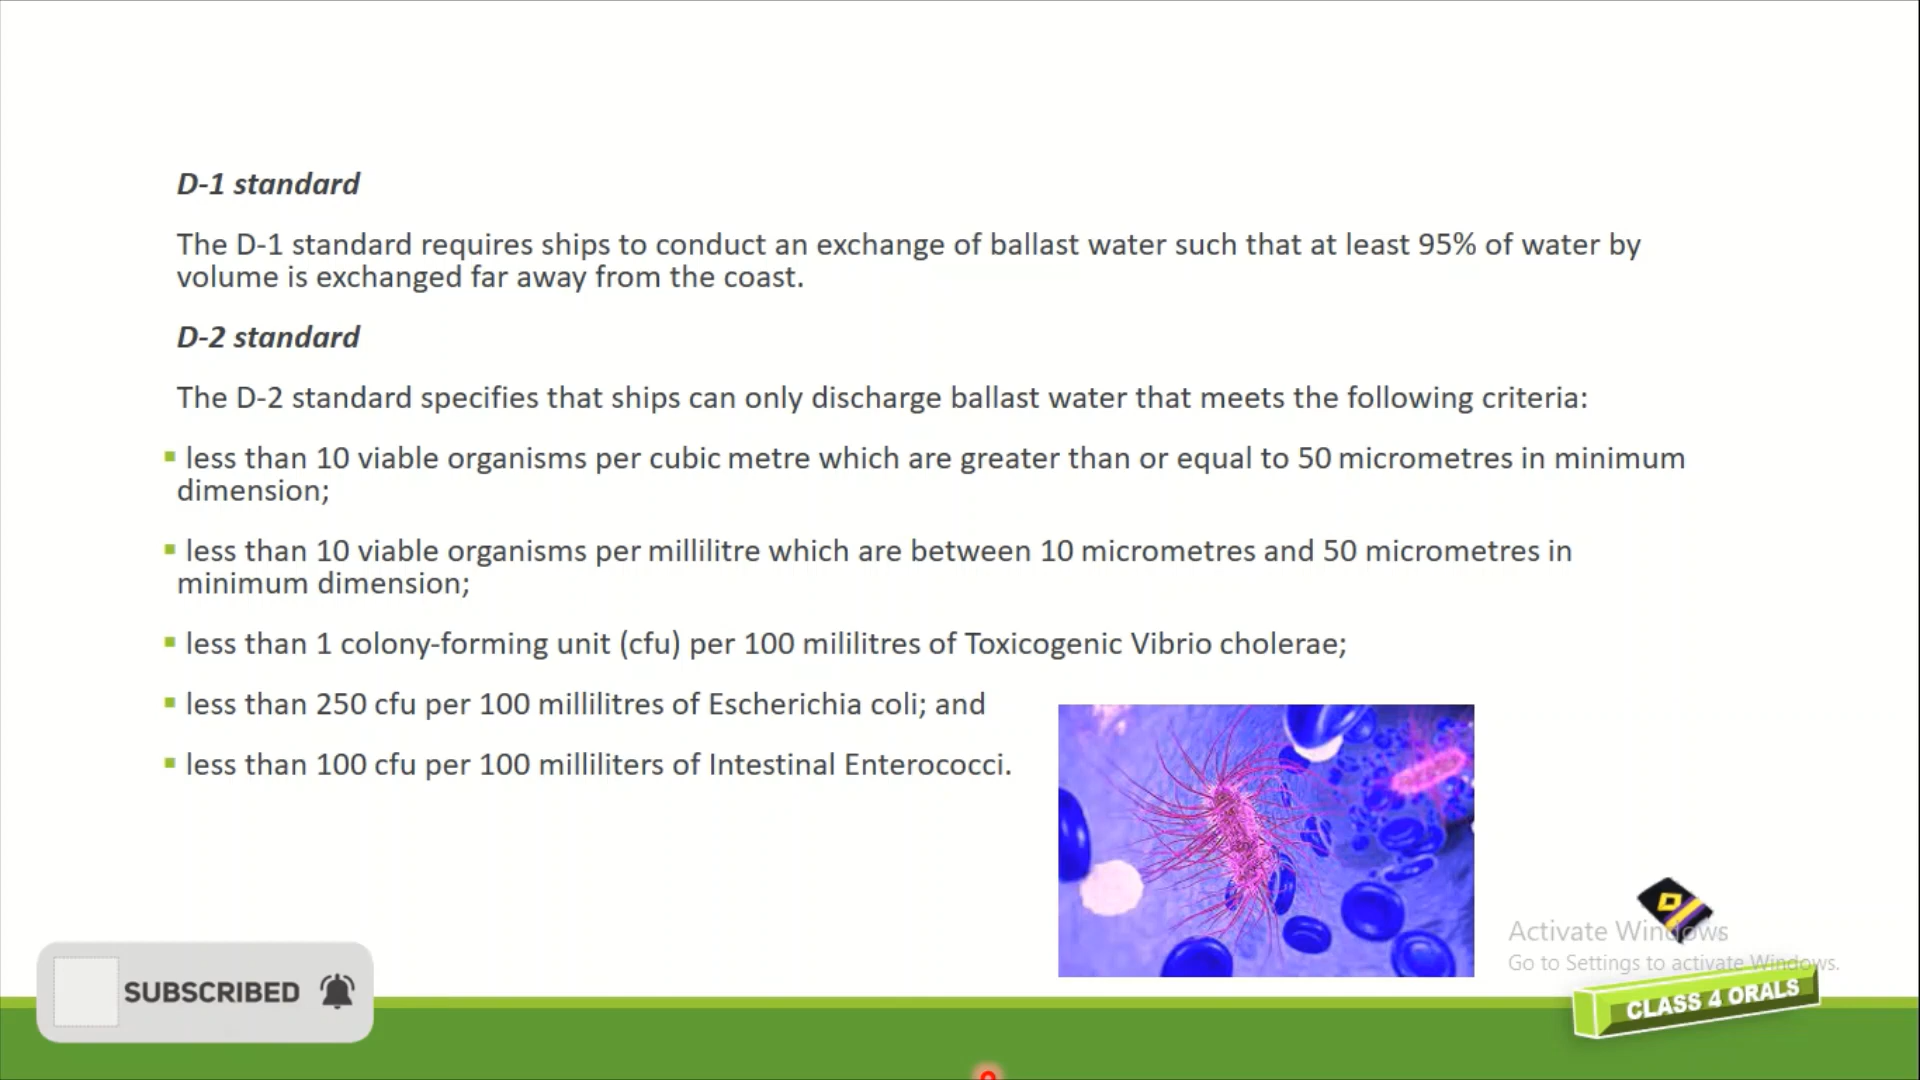 D-1 standard
The D-1 standard requires ships to conduct an exchange of ballast water such that at least 95% of water by
volume is exchanged far away from the coast.
D-2 standard
The D-2 standard specifies that ships can only discharge ballast water that meets the following criteria:
less than 10 viable organisms per cubic metre which are greater than or equal to 50 micrometres in minimum
dimension;
less than 10 viable organisms per millilitre which are between 10 micrometres and 50 micrometres in
minimum dimension;
less than 1 colony-forming unit (cfu) per 100 mililitres of Toxicogenic Vibrio cholerae;
less than 250 cfu per 100 millilitres of Escherichia coli; and
less than 100 cfu per 100 milliliters of Intestinal Enterococci.
Activate Windows
Go to Settings to activate Windows.
SUBSCRIBED
CLASS 4 ORALS